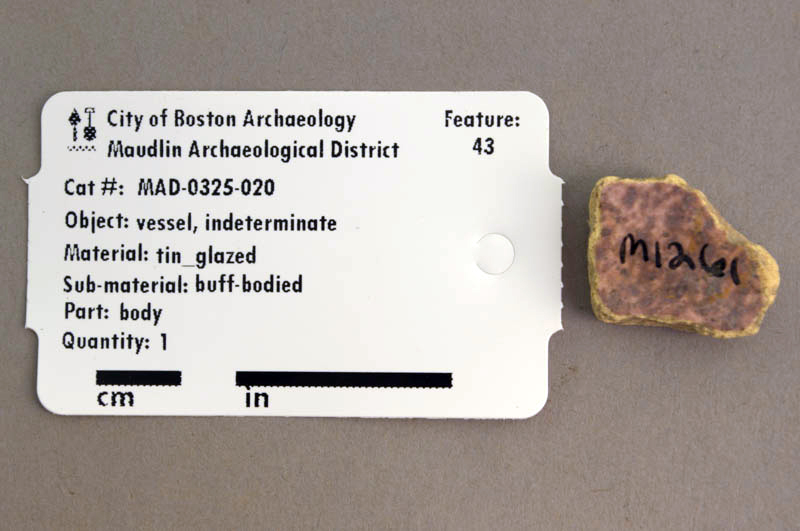 City of Boston Archaeology
Maudlin Archaeological District
Feature:
43
Cat #: MAD-0325-020
Object: vessel, indeterminate
Material: tin_glazed
Sub-material: buff-bodied
Part: body
Quantity: 1
cm
in
M12161